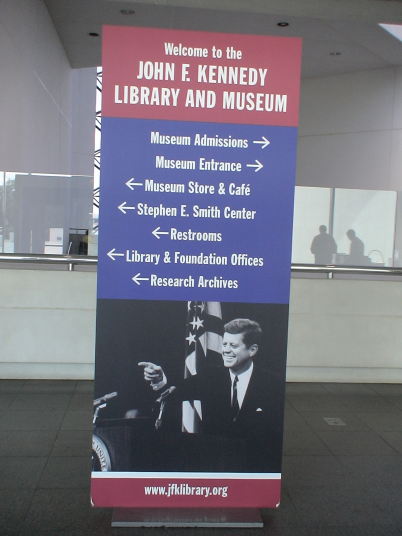 Welcome to the
JOHN F. KENNEDY
LIBRARY AND MUSEUM
Museum Admissions →
Museum Entrance →
← Museum Store & Café
← Stephen E. Smith Center
← Restrooms
← Library & Foundation Offices
← Research Archives
www.jfklibrary.org